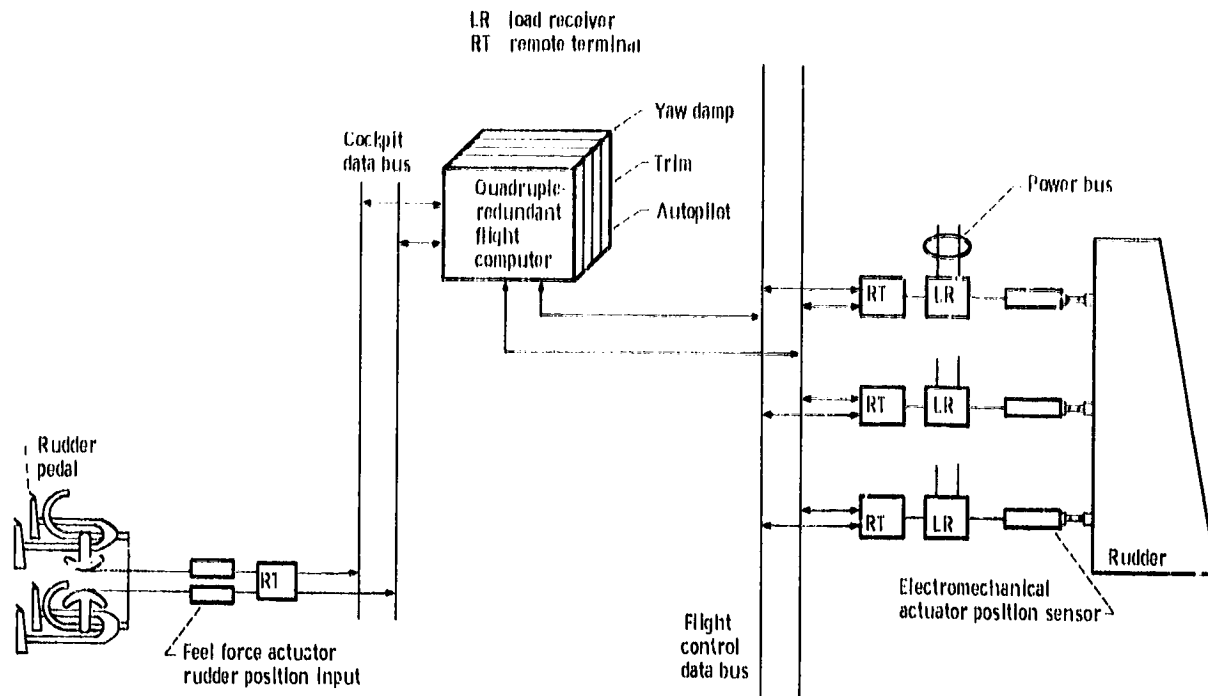 LR load receiver
RT remote terminal
Yaw damp
Cockpit
data bus
Trim
Quadruple-
redundant
flight
computer
Autopilot
Power bus
RT
LR
RT
LR
RT
LR
Rudder
pedal
R1
Feel force actuator
rudder position input
Flight
control
data bus
Electromechanical
actuator position sensor
Rudder